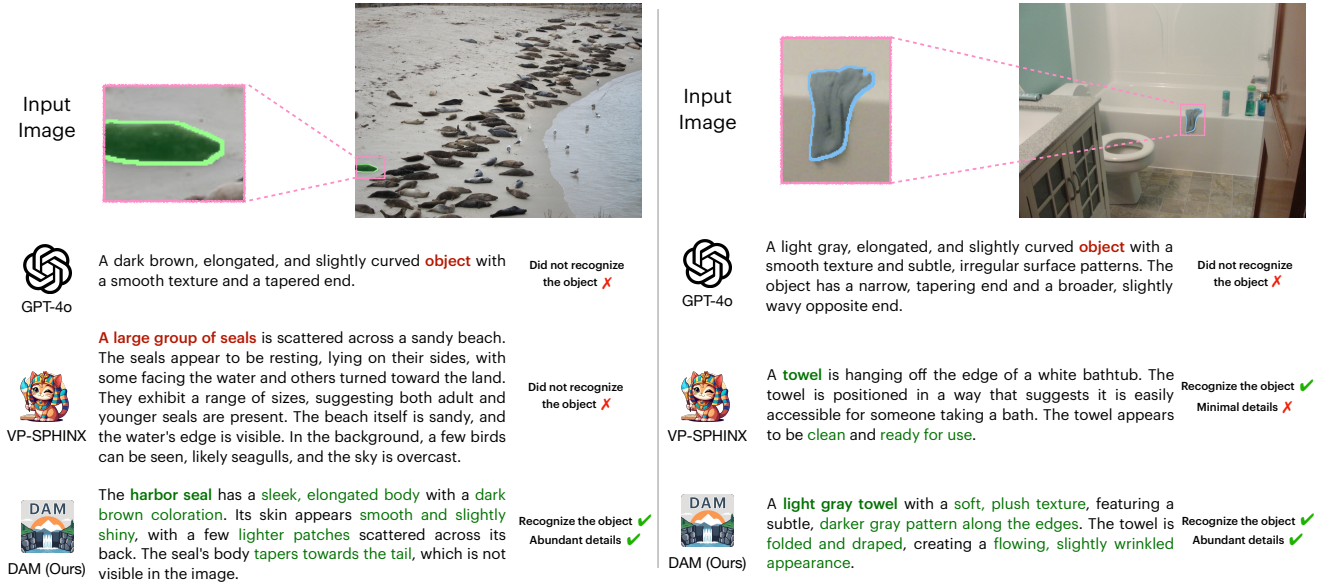 Input
Image
GPT-4o
A dark brown, elongated, and slightly curved object with
a smooth texture and a tapered end.
Did not recognize
the object ✗
VP-SPHINX
A large group of seals is scattered across a sandy beach.
The seals appear to be resting, lying on their sides, with
some facing the water and others turned toward the land.
They exhibit a range of sizes, suggesting both adult and
younger seals are present. The beach itself is sandy, and
the water's edge is visible. In the background, a few birds
can be seen, likely seagulls, and the sky is overcast.
Did not recognize
the object ✗
DAM
DAM (Ours)
The harbor seal has a sleek, elongated body with a dark
brown coloration. Its skin appears smooth and slightly
shiny, with a few lighter patches scattered across its
back. The seal's body tapers towards the tail, which is not
visible in the image.
Recognize the object ✔
Abundant details ✔
Input
Image
GPT-4o
A light gray, elongated, and slightly curved object with a
smooth texture and subtle, irregular surface patterns. The
object has a narrow, tapering end and a broader, slightly
wavy opposite end.
Did not recognize
the object ✗
VP-SPHINX
A towel is hanging off the edge of a white bathtub. The
towel is positioned in a way that suggests it is easily
accessible for someone taking a bath. The towel appears
to be clean and ready for use.
Recognize the object ✔
Minimal details ✗
DAM
DAM (Ours)
A light gray towel with a soft, plush texture, featuring a
subtle, darker gray pattern along the edges. The towel is
folded and draped, creating a flowing, slightly wrinkled
appearance.
Recognize the object ✔
Abundant details ✔